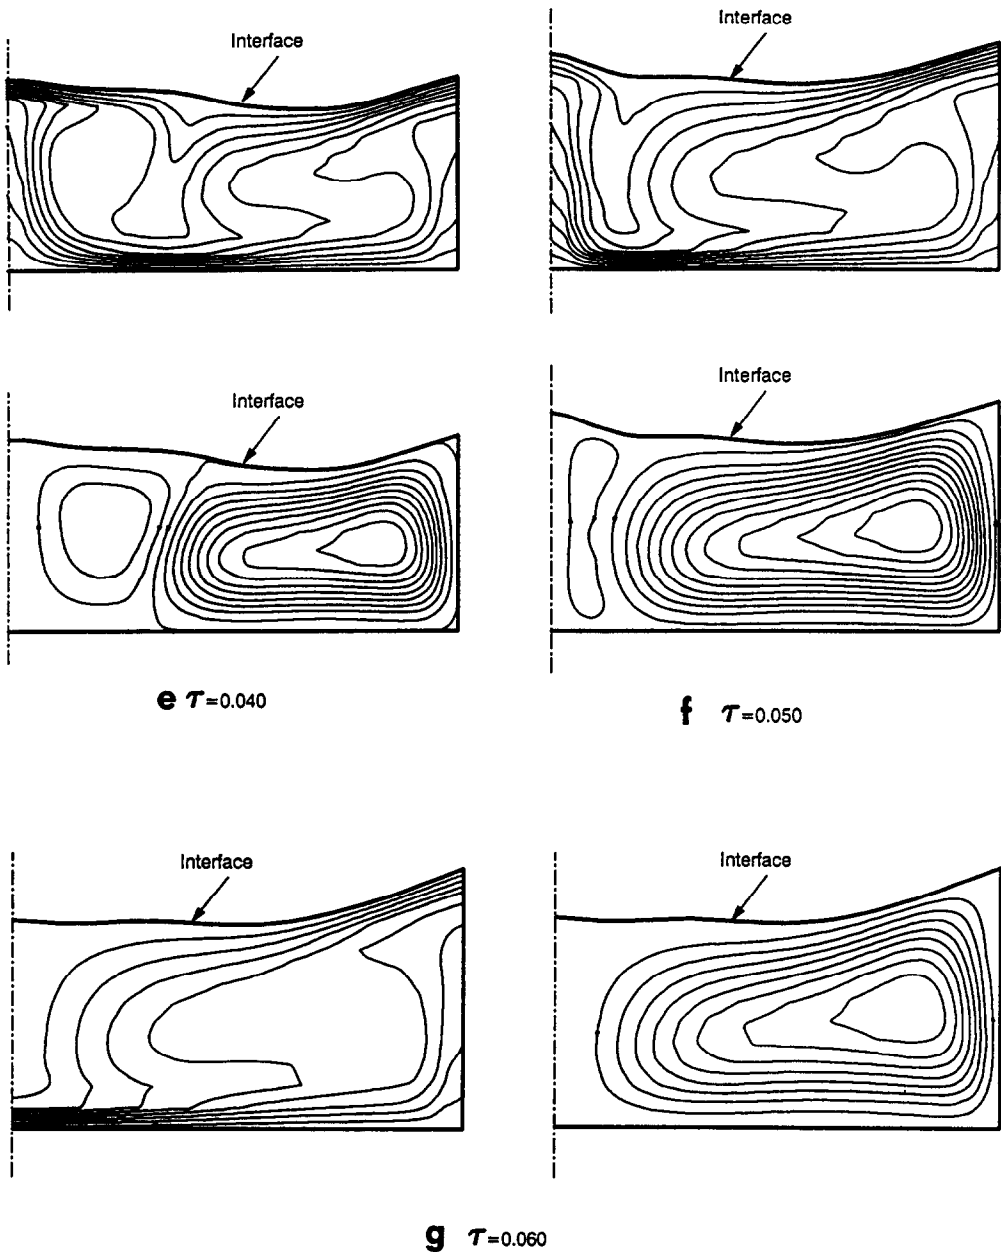 Interface
Interface
Interface
Interface
e τ=0.040
f τ=0.050
Interface
Interface
g τ=0.060